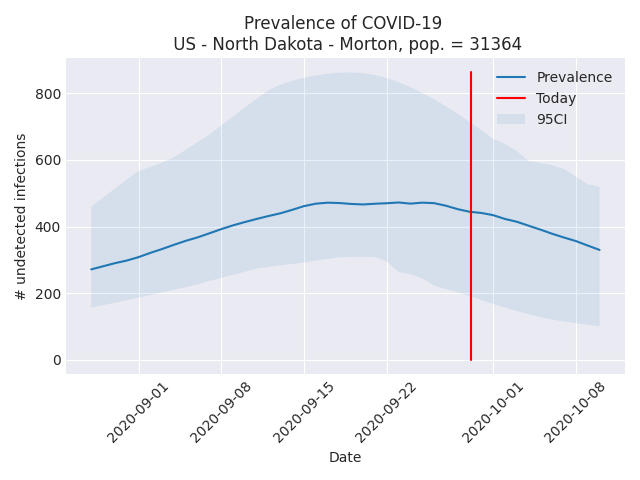 Prevalence of COVID-19
US - North Dakota - Morton, pop. = 31364
Prevalence
Today
95CI
# undetected infections
800
600
400
200
0
2020-09-01
2020-09-08
2020-09-15
2020-09-22
2020-10-01
2020-10-08
Date